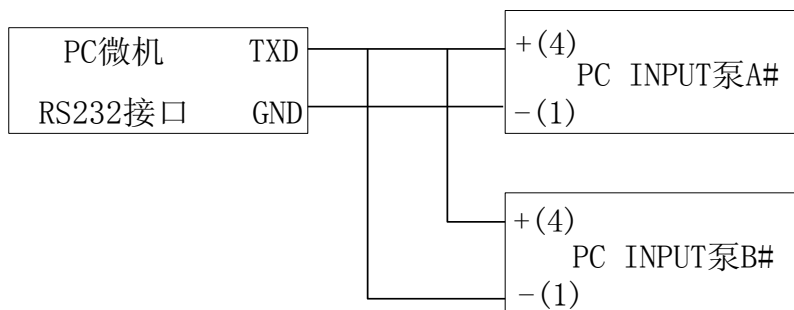 PC微机 TXD
RS232接口 GND
+(4)
PC INPUT泵A#
-(1)
+(4)
PC INPUT泵B#
-(1)